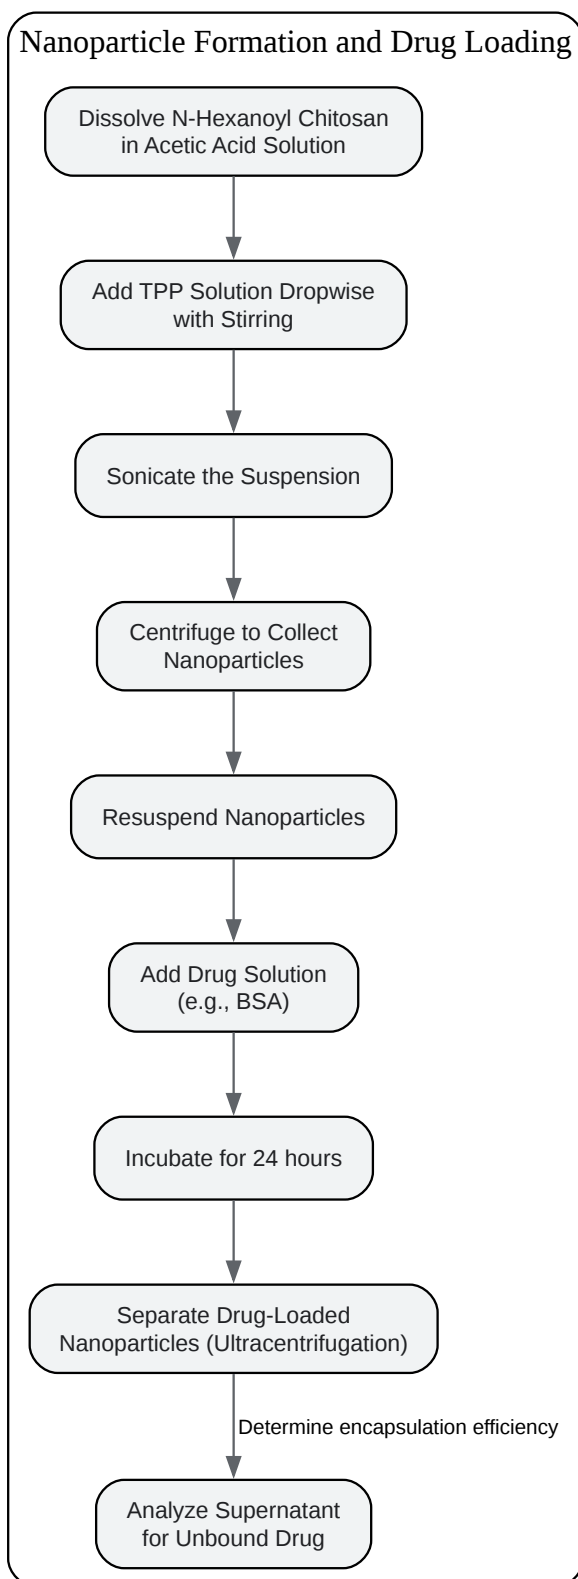 Nanoparticle Formation and Drug Loading
Dissolve N-Hexanoyl Chitosan
in Acetic Acid Solution
Add TPP Solution Dropwise
with Stirring
Sonicate the Suspension
Centrifuge to Collect
Nanoparticles
Resuspend Nanoparticles
Add Drug Solution
(e.g., BSA)
Incubate for 24 hours
Separate Drug-Loaded
Nanoparticles (Ultracentrifugation)
Determine encapsulation efficiency
Analyze Supernatant
for Unbound Drug